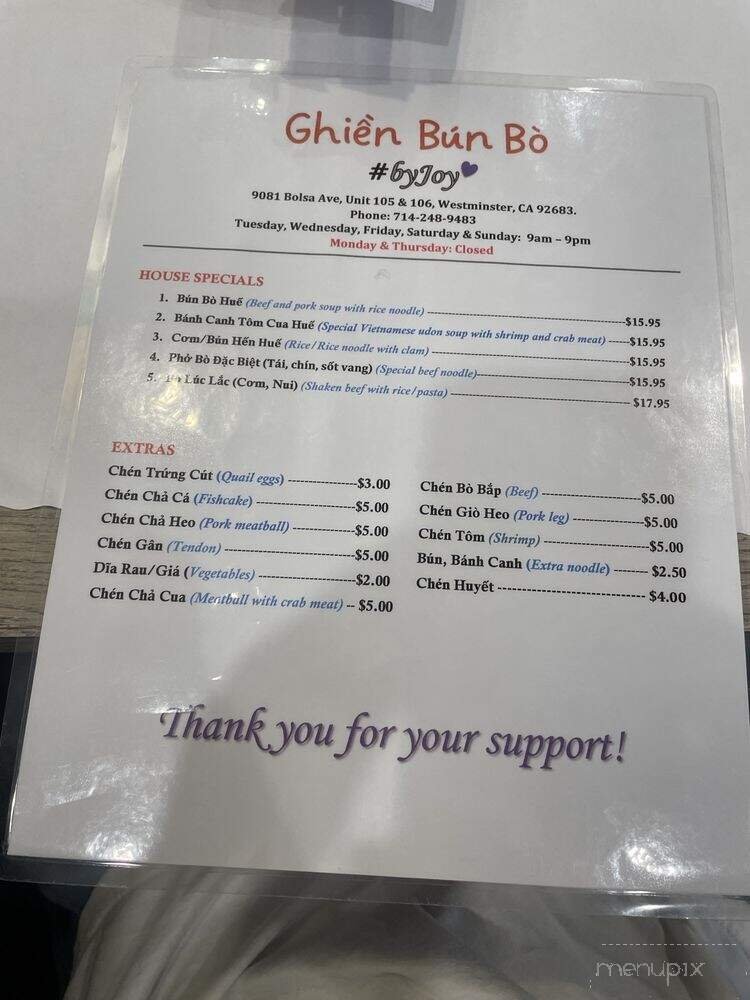 Ghiền Bún Bò
#byJoy
9081 Bolsa Ave, Unit 105 & 106, Westminster, CA 92683.
Phone: 714-248-9483
Tuesday, Wednesday, Friday, Saturday & Sunday: 9am – 9pm
Monday & Thursday: Closed
HOUSE SPECIALS
1. Bún Bò Huế (Beef and pork soup with rice noodle) $15.95
2. Bánh Canh Tôm Cua Huế (Special Vietnamese udon soup with shrimp and crab meat) $15.95
3. Cơm/Bún Hến Huế (Rice/Rice noodle with clam) $15.95
4. Phở Bò Đặc Biệt (Tái, chín, sốt vang) (Special beef noodle) $15.95
5. Lúc Lắc (Cơm, Nui) (Shaken beef with rice/pasta) $17.95
EXTRAS
Chén Trứng Cút (Quail eggs) $3.00
Chén Chả Cá (Fishcake) $5.00
Chén Chả Heo (Pork meatball) $5.00
Chén Gân (Tendon) $5.00
Dĩa Rau/Giá (Vegetables) $2.00
Chén Chả Cua (Meatball with crab meat) $5.00
Chén Bò Bắp (Beef) $5.00
Chén Giò Heo (Pork leg) $5.00
Chén Tôm (Shrimp) $5.00
Bún, Bánh Canh (Extra noodle) $2.50
Chén Huyết $4.00
Thank you for your support!
menupix